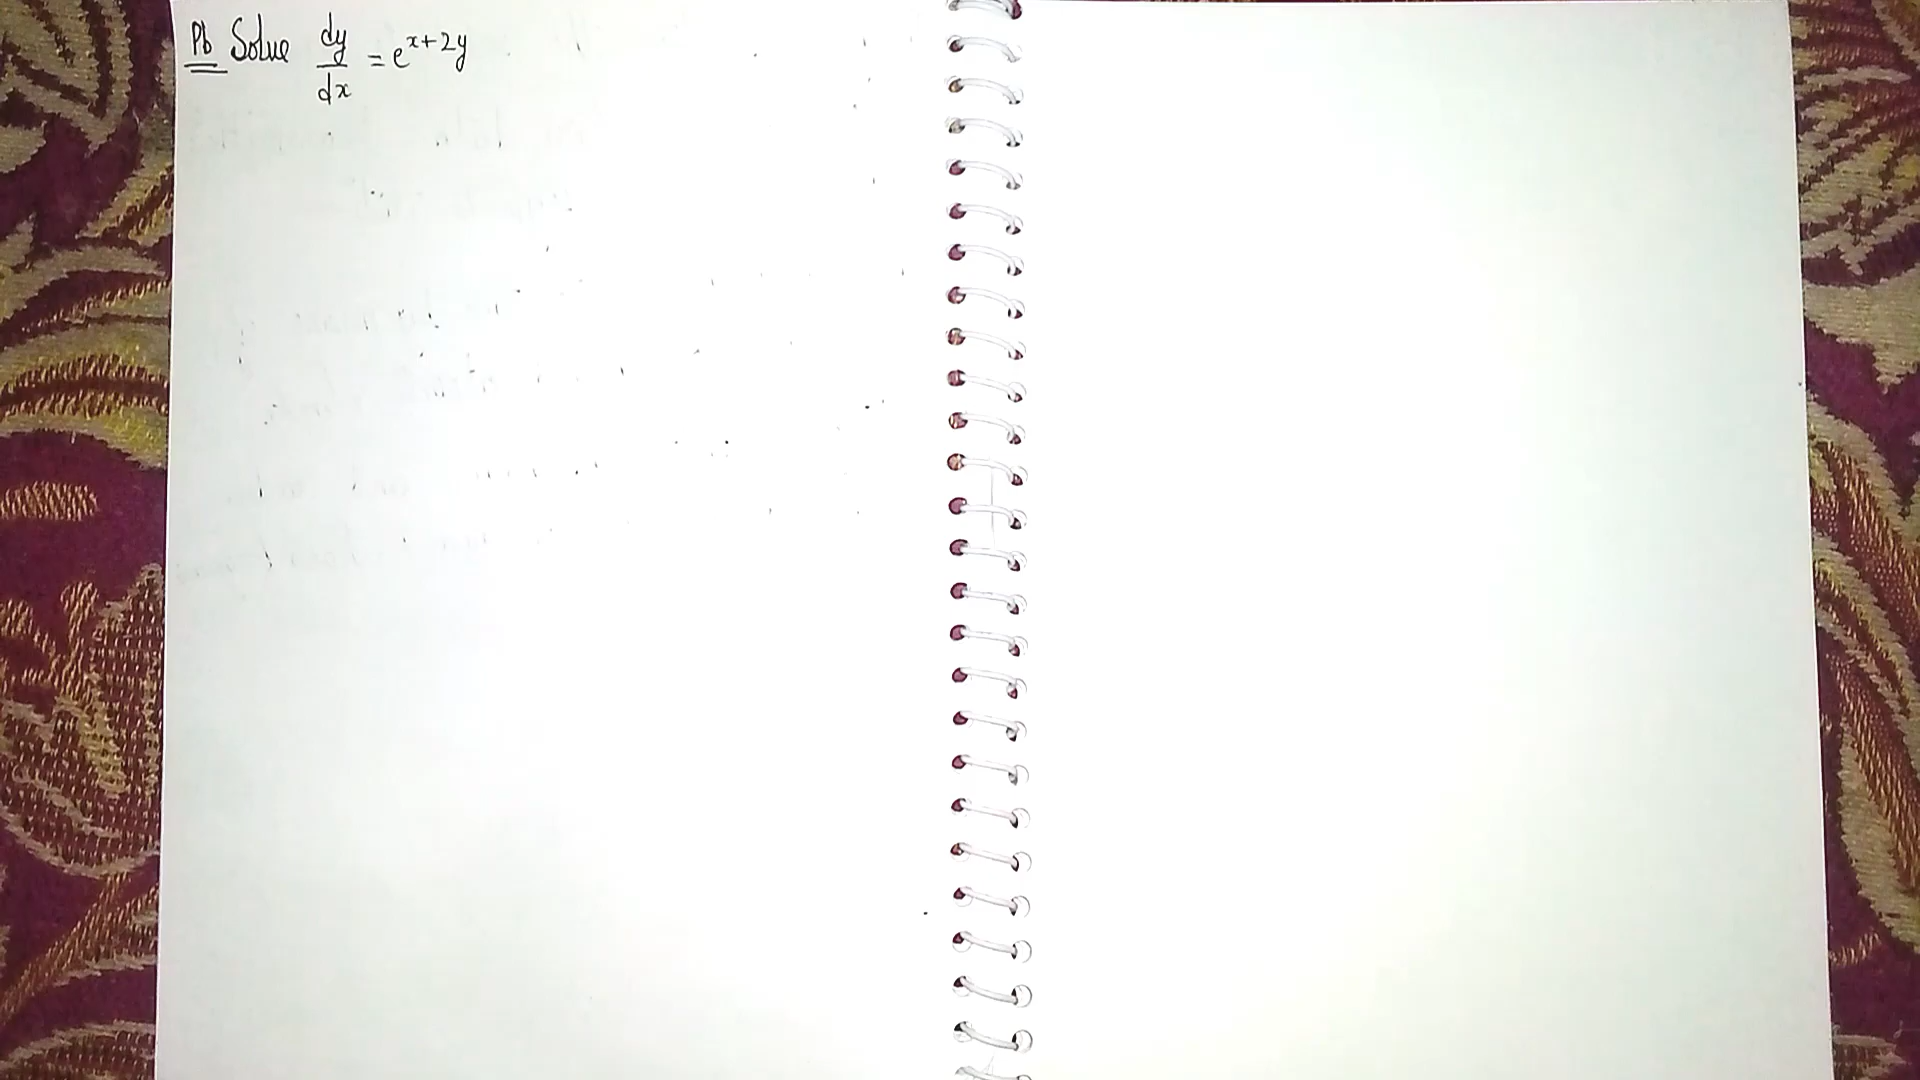 Pb Solve dy/dx = e^{x+2y}